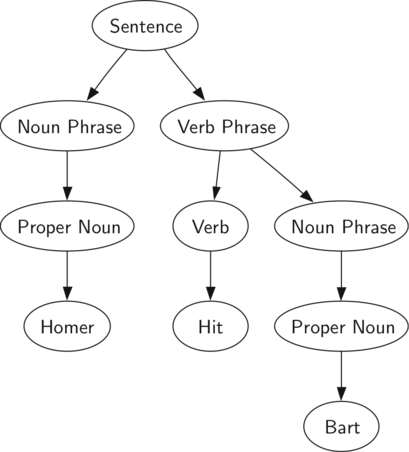 Sentence
Noun Phrase
Verb Phrase
Proper Noun
Verb
Noun Phrase
Homer
Hit
Proper Noun
Bart